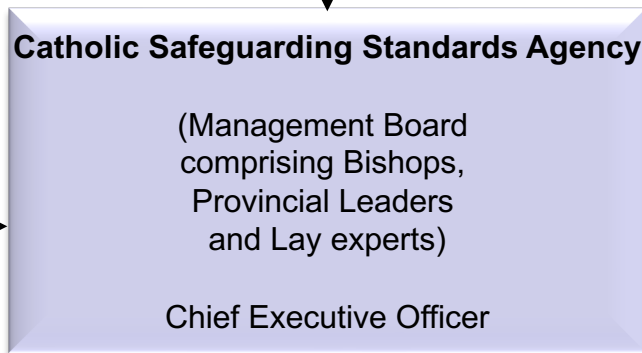 Catholic Safeguarding Standards Agency
(Management Board
comprising Bishops,
Provincial Leaders
and Lay experts)
Chief Executive Officer